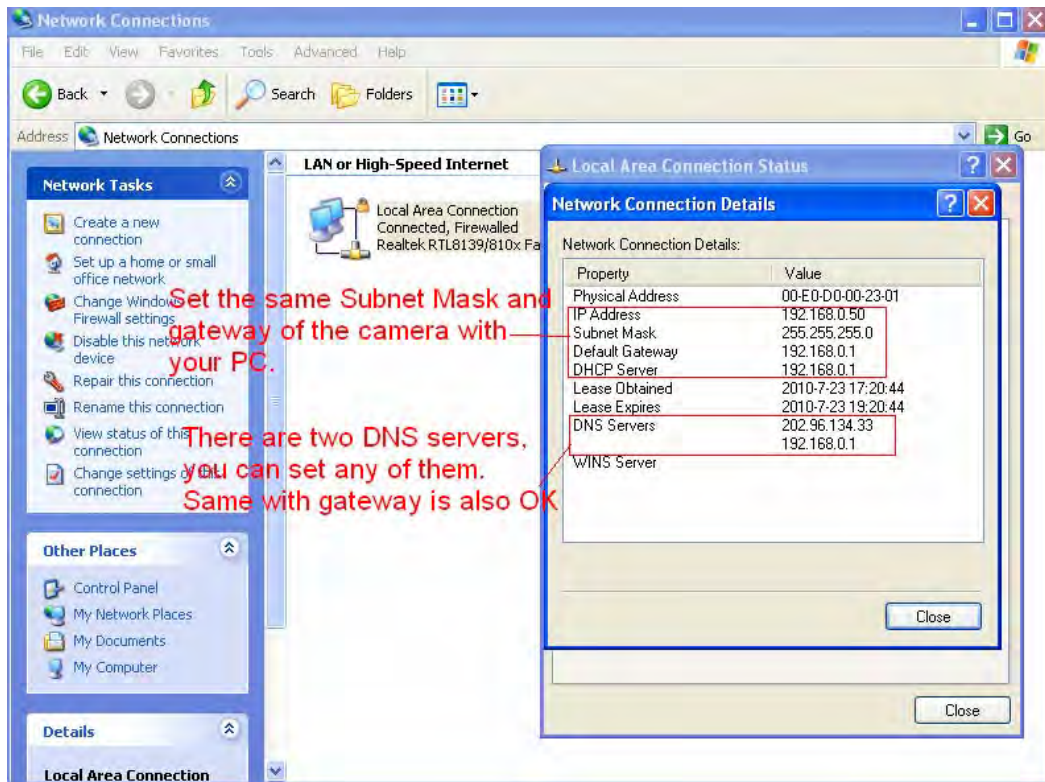 Network Connections
File Edit View Favorites Tools Advanced Help
Back Search Folders
Address Network Connections Go
Network Tasks
Create a new
connection
Set up a home or small
office network
Change Windows
Firewall settings
Disable this network
device
Repair this connection
Rename this connection
View status of this
connection
Change settings of this
connection
Other Places
Control Panel
My Network Places
My Documents
My Computer
Details
Local Area Connection
LAN or High-Speed Internet
Local Area Connection
Connected, Firewalled
Realtek RTL8139/810x Fa
Set the same Subnet Mask and
gateway of the camera with
your PC.
There are two DNS servers,
you can set any of them.
Same with gateway is also OK
Local Area Connection Status
Network Connection Details
Network Connection Details:
Property Value
Physical Address 00-E0-D0-00-23-01
IP Address 192.168.0.50
Subnet Mask 255.255.255.0
Default Gateway 192.168.0.1
DHCP Server 192.168.0.1
Lease Obtained 2010-7-23 17:20:44
Lease Expires 2010-7-23 19:20:44
DNS Servers 202.96.134.33
192.168.0.1
WINS Server
Close
Close